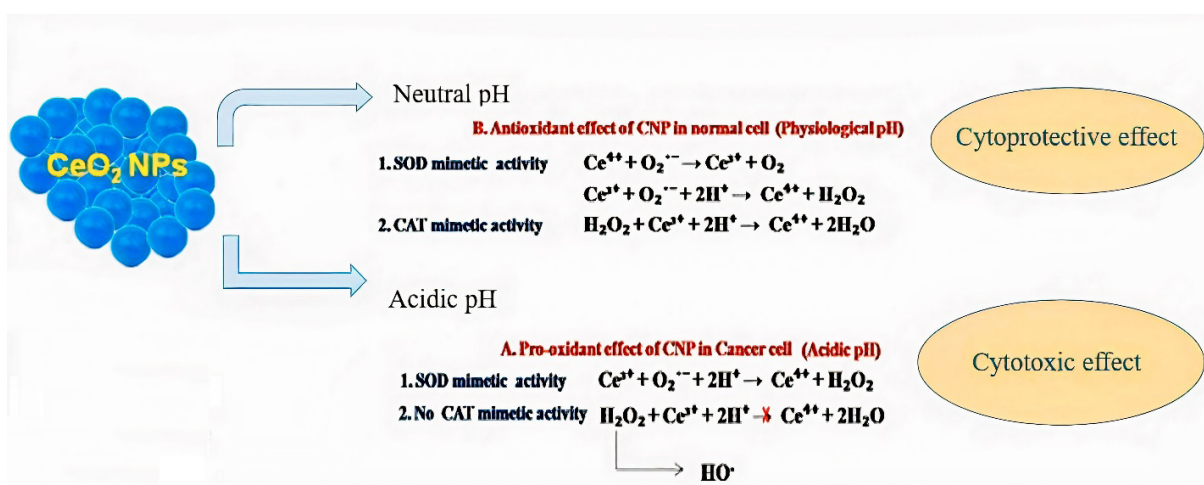 CeO₂ NPs
Neutral pH
B. Antioxidant effect of CNP in normal cell (Physiological pH)
1. SOD mimetic activity Ce⁴⁺ + O₂˙⁻ → Ce³⁺ + O₂
Ce³⁺ + O₂˙⁻ + 2H⁺ → Ce⁴⁺ + H₂O₂
2. CAT mimetic activity H₂O₂ + Ce³⁺ + 2H⁺ → Ce⁴⁺ + 2H₂O
Cytoprotective effect
Acidic pH
A. Pro-oxidant effect of CNP in Cancer cell (Acidic pH)
1. SOD mimetic activity Ce³⁺ + O₂˙⁻ + 2H⁺ → Ce⁴⁺ + H₂O₂
2. No CAT mimetic activity H₂O₂ + Ce³⁺ + 2H⁺ → Ce⁴⁺ + 2H₂O
HO˙
Cytotoxic effect